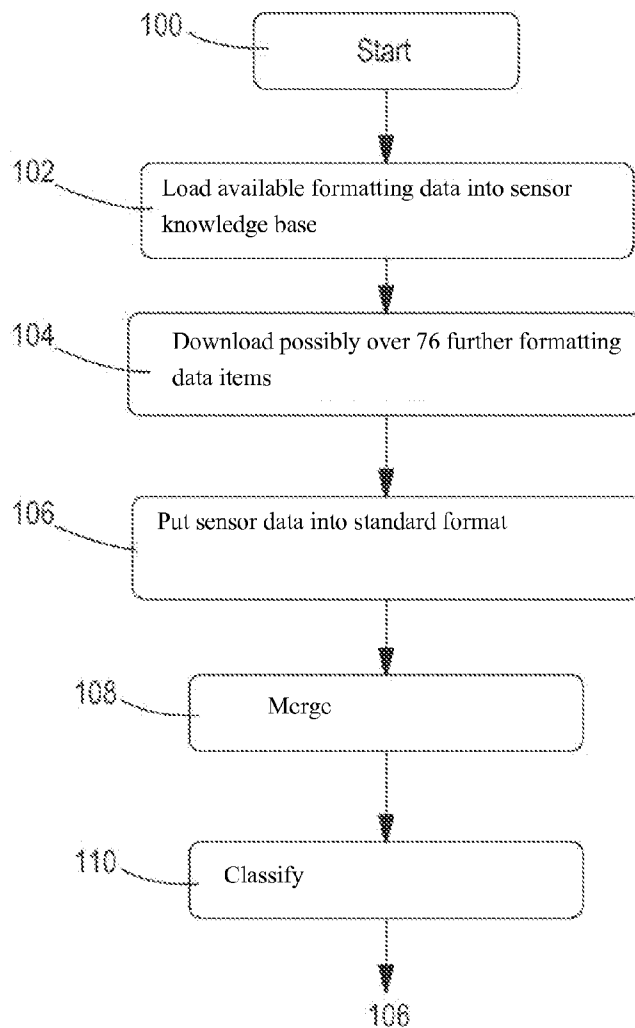 100
Start
102
Load available formatting data into sensor
knowledge base
104
Download possibly over 76 further formatting
data items
106
Put sensor data into standard format
108
Merge
110
Classify
106